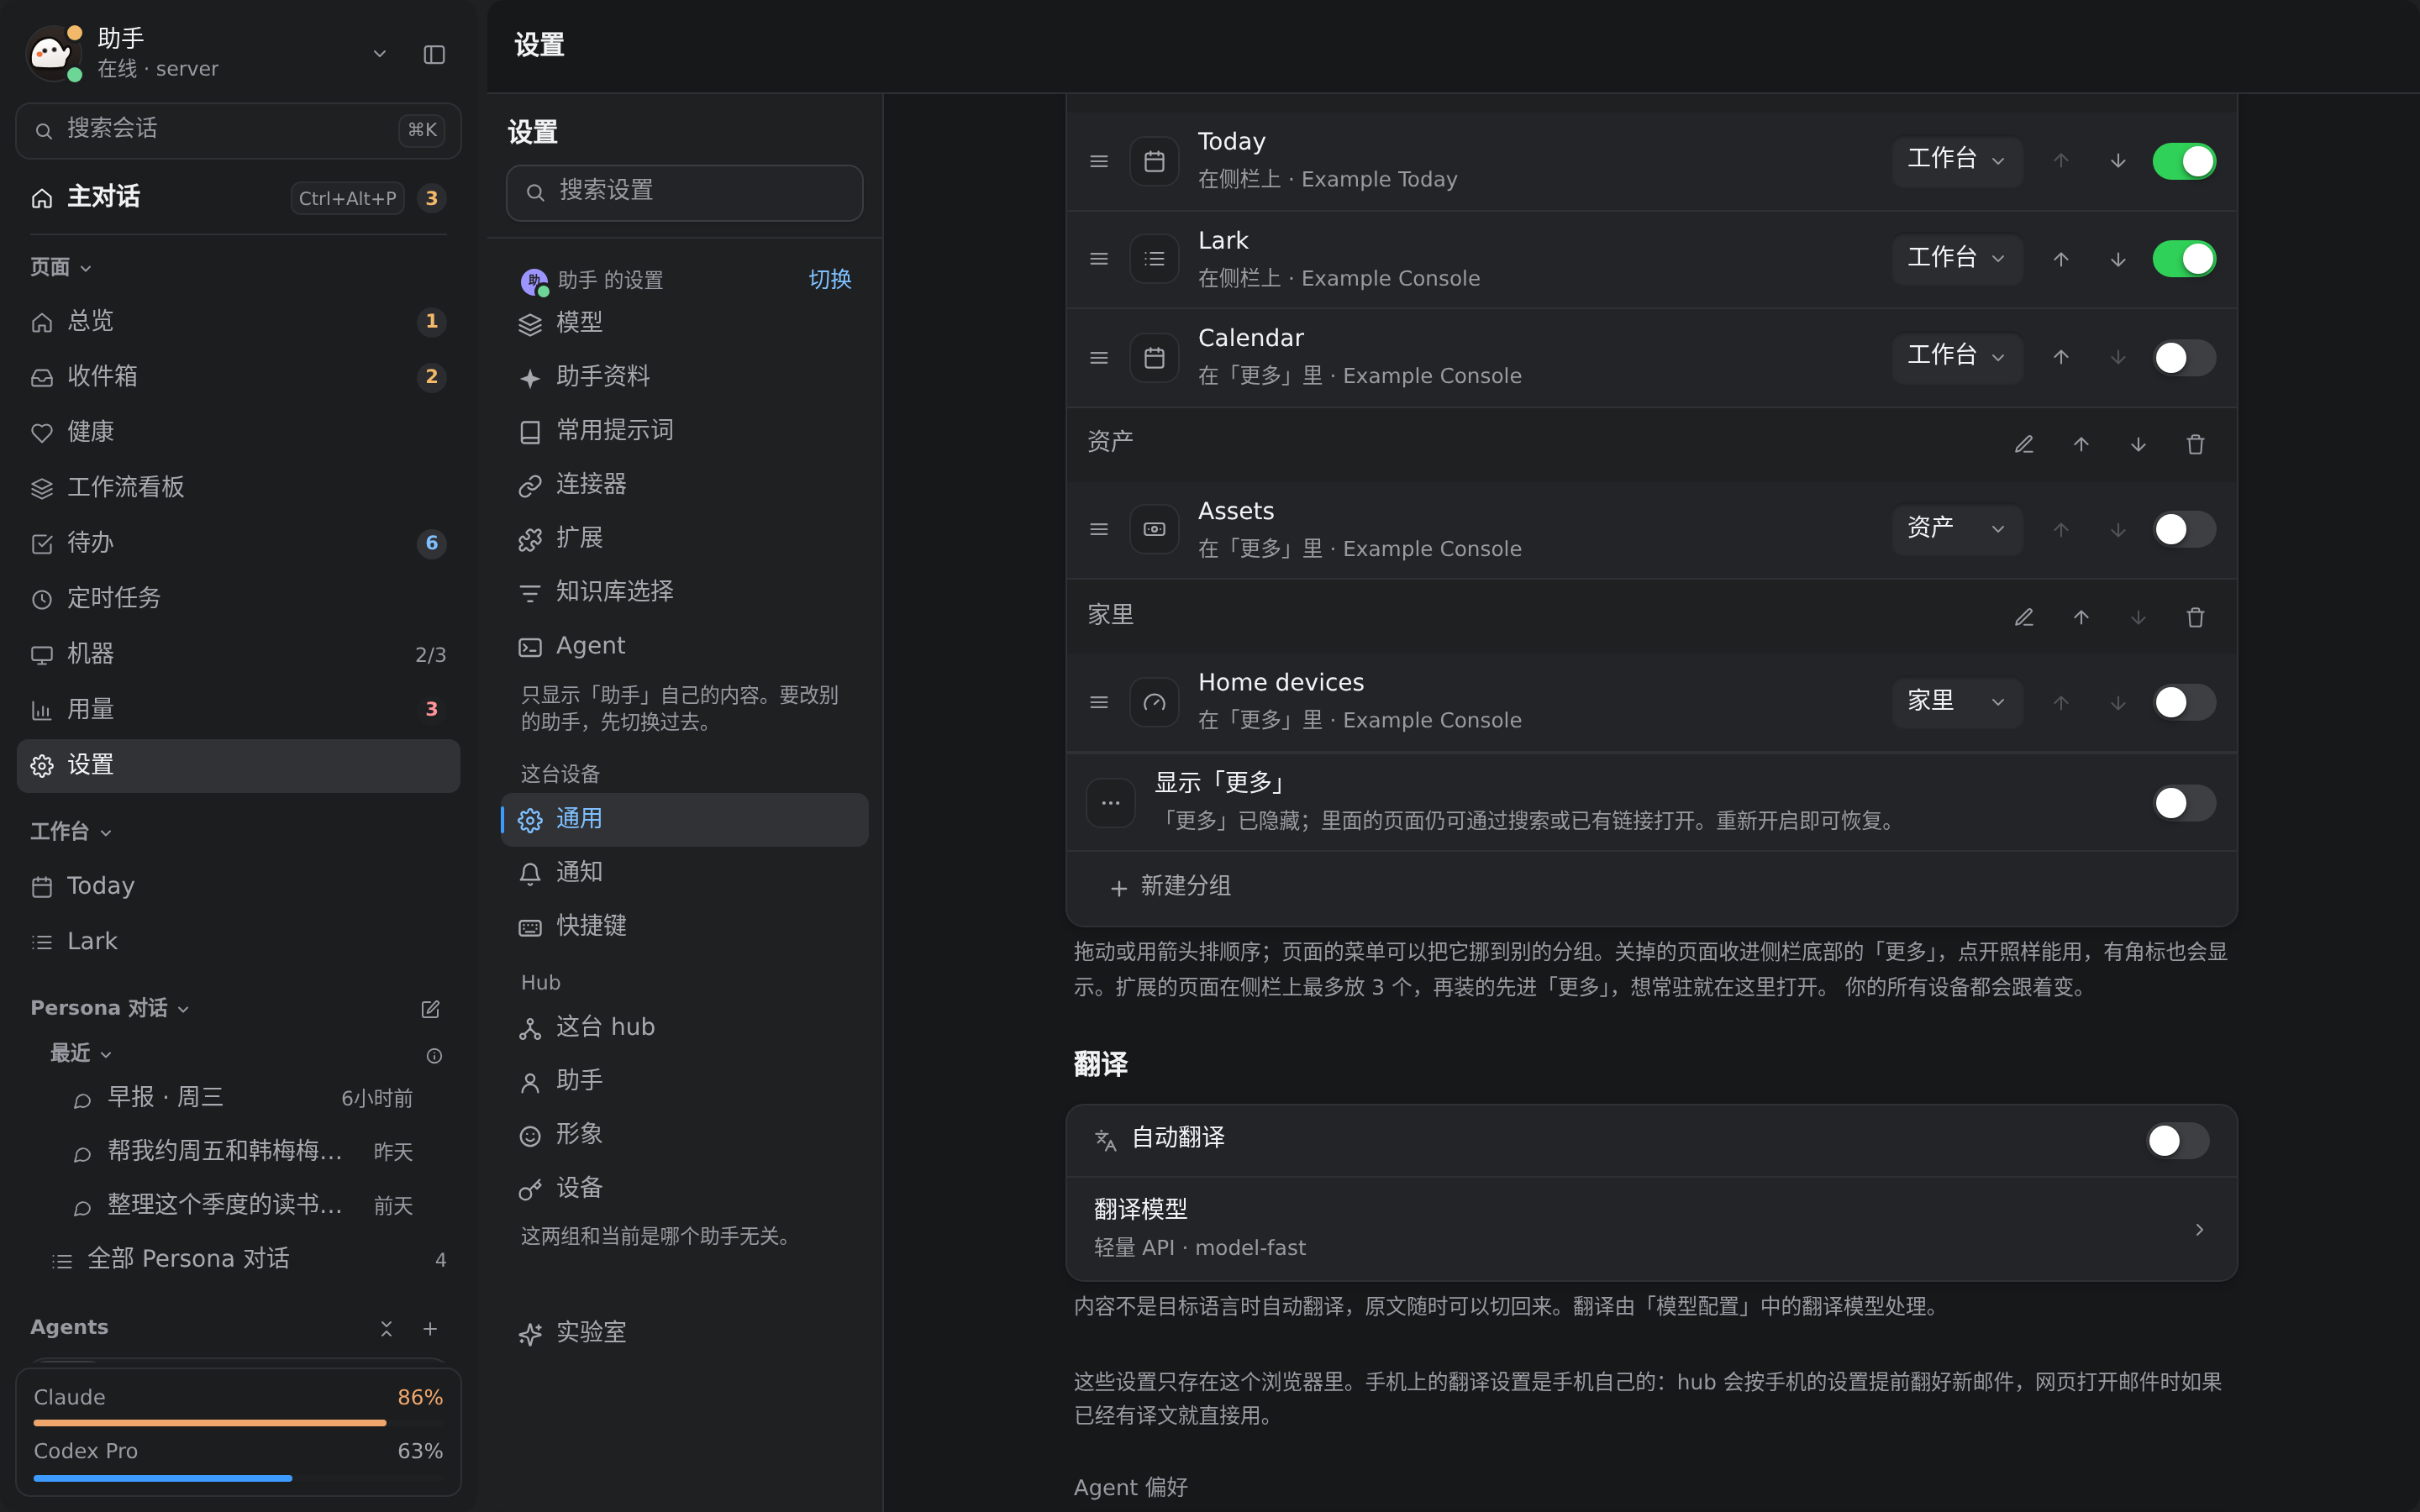 助手
在线 · server
搜索会话
⌘K
主对话
Ctrl+Alt+P
3
页面
总览
1
收件箱
2
健康
工作流看板
待办
6
定时任务
机器
2/3
用量
3
设置
工作台
Today
Lark
Persona 对话
最近
早报 · 周三
6小时前
帮我约周五和韩梅梅…
昨天
整理这个季度的读书…
前天
全部 Persona 对话
4
Agents
Claude
86%
Codex Pro
63%
设置
设置
搜索设置
助
助手 的设置
切换
模型
助手资料
常用提示词
连接器
扩展
知识库选择
Agent
只显示「助手」自己的内容。要改别
的助手，先切换过去。
这台设备
通用
通知
快捷键
Hub
这台 hub
助手
形象
设备
这两组和当前是哪个助手无关。
实验室
Today
在侧栏上 · Example Today
工作台
Lark
在侧栏上 · Example Console
工作台
Calendar
在「更多」里 · Example Console
工作台
资产
Assets
在「更多」里 · Example Console
资产
家里
Home devices
在「更多」里 · Example Console
家里
显示「更多」
「更多」已隐藏；里面的页面仍可通过搜索或已有链接打开。重新开启即可恢复。
新建分组
拖动或用箭头排顺序；页面的菜单可以把它挪到别的分组。关掉的页面收进侧栏底部的「更多」，点开照样能用，有角标也会显
示。扩展的页面在侧栏上最多放 3 个，再装的先进「更多」，想常驻就在这里打开。 你的所有设备都会跟着变。
翻译
自动翻译
翻译模型
轻量 API · model-fast
内容不是目标语言时自动翻译，原文随时可以切回来。翻译由「模型配置」中的翻译模型处理。
这些设置只存在这个浏览器里。手机上的翻译设置是手机自己的：hub 会按手机的设置提前翻好新邮件，网页打开邮件时如果
已经有译文就直接用。
Agent 偏好